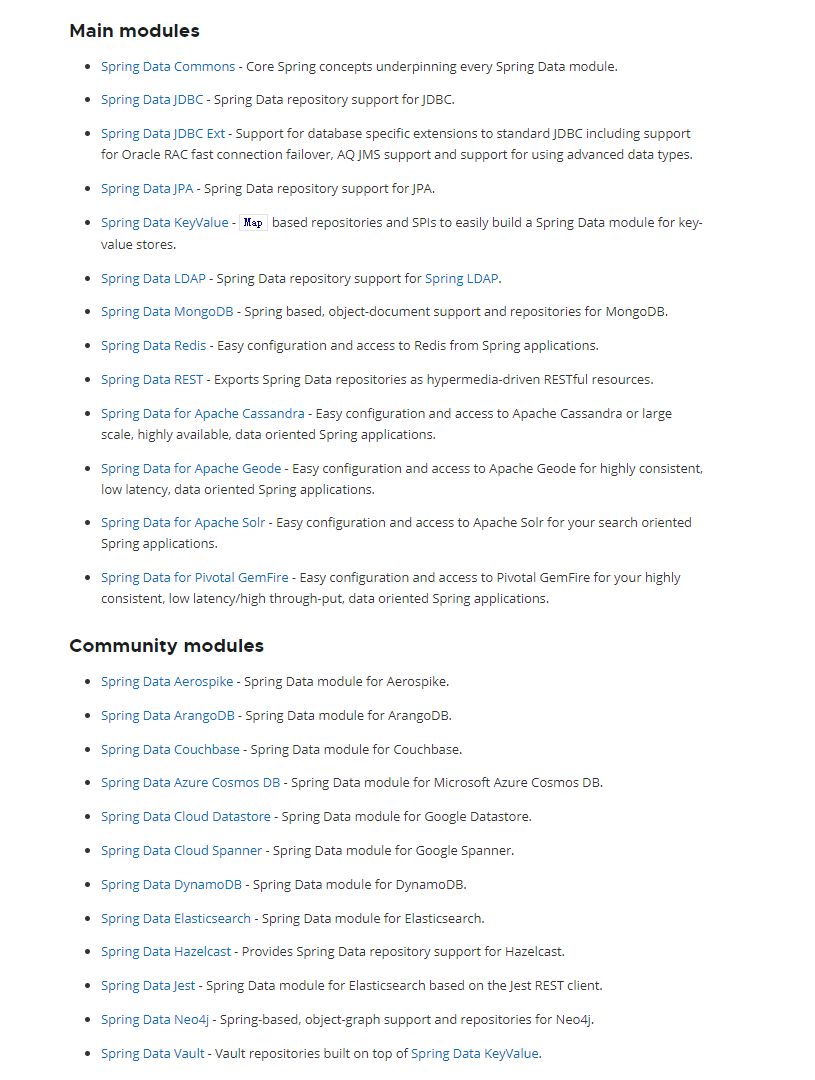 Main modules
Spring Data Commons - Core Spring concepts underpinning every Spring Data module.
Spring Data JDBC - Spring Data repository support for JDBC.
Spring Data JDBC Ext - Support for database specific extensions to standard JDBC including support
for Oracle RAC fast connection failover, AQ JMS support and support for using advanced data types.
Spring Data JPA - Spring Data repository support for JPA.
Spring Data KeyValue - Map based repositories and SPIs to easily build a Spring Data module for key-
value stores.
Spring Data LDAP - Spring Data repository support for Spring LDAP.
Spring Data MongoDB - Spring based, object-document support and repositories for MongoDB.
Spring Data Redis - Easy configuration and access to Redis from Spring applications.
Spring Data REST - Exports Spring Data repositories as hypermedia-driven RESTful resources.
Spring Data for Apache Cassandra - Easy configuration and access to Apache Cassandra or large
scale, highly available, data oriented Spring applications.
Spring Data for Apache Geode - Easy configuration and access to Apache Geode for highly consistent,
low latency, data oriented Spring applications.
Spring Data for Apache Solr - Easy configuration and access to Apache Solr for your search oriented
Spring applications.
Spring Data for Pivotal GemFire - Easy configuration and access to Pivotal GemFire for your highly
consistent, low latency/high through-put, data oriented Spring applications.
Community modules
Spring Data Aerospike - Spring Data module for Aerospike.
Spring Data ArangoDB - Spring Data module for ArangoDB.
Spring Data Couchbase - Spring Data module for Couchbase.
Spring Data Azure Cosmos DB - Spring Data module for Microsoft Azure Cosmos DB.
Spring Data Cloud Datastore - Spring Data module for Google Datastore.
Spring Data Cloud Spanner - Spring Data module for Google Spanner.
Spring Data DynamoDB - Spring Data module for DynamoDB.
Spring Data Elasticsearch - Spring Data module for Elasticsearch.
Spring Data Hazelcast - Provides Spring Data repository support for Hazelcast.
Spring Data Jest - Spring Data module for Elasticsearch based on the Jest REST client.
Spring Data Neo4j - Spring-based, object-graph support and repositories for Neo4j.
Spring Data Vault - Vault repositories built on top of Spring Data KeyValue.